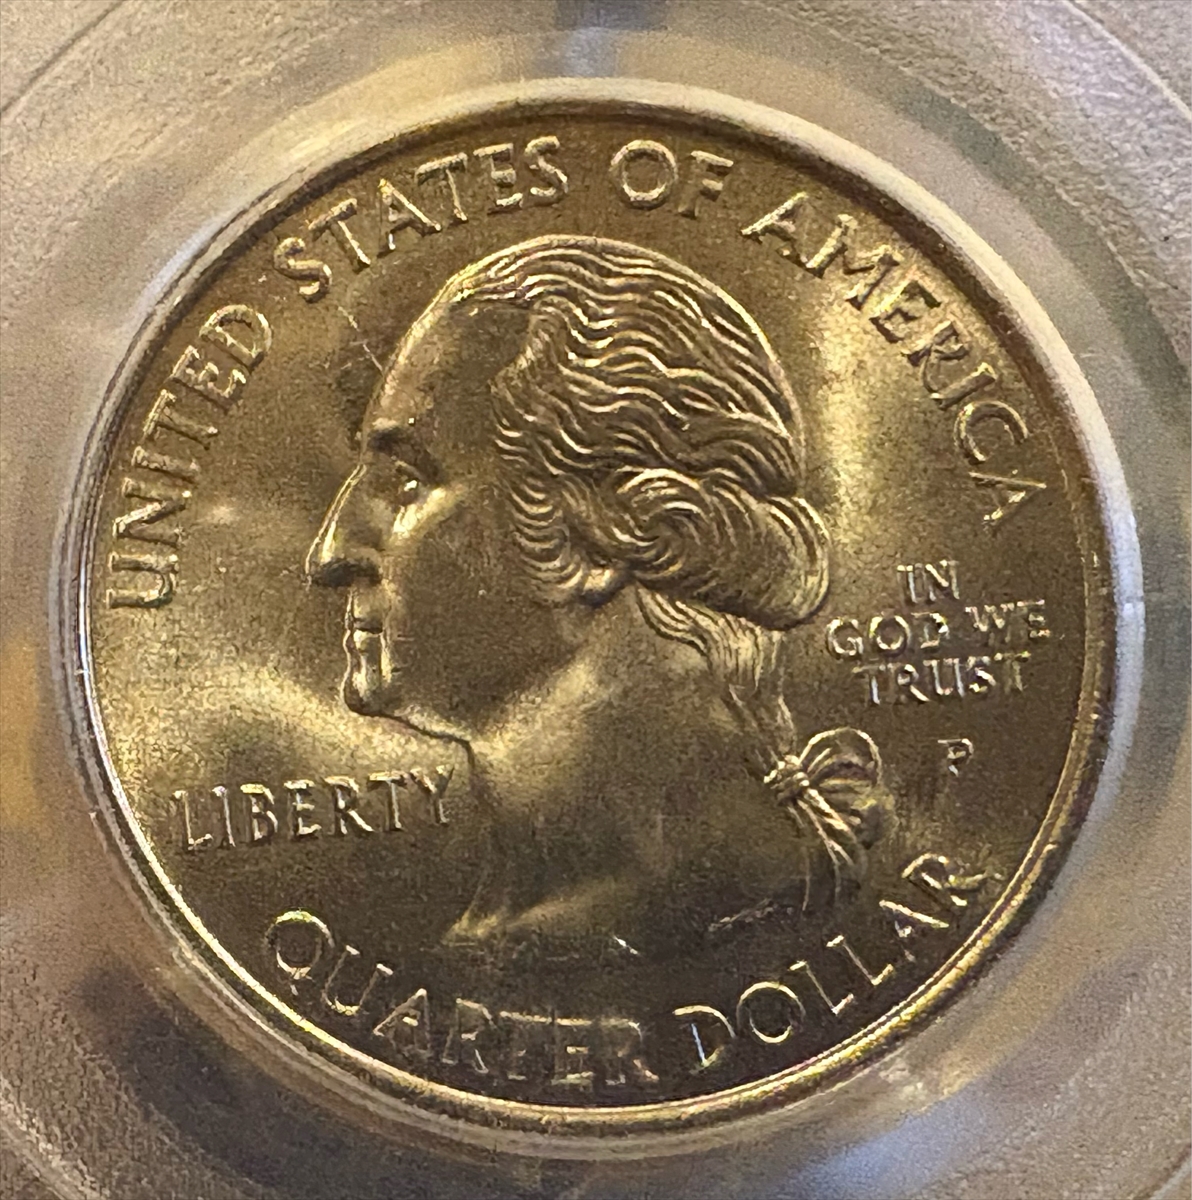 UNITED STATES OF AMERICA
IN
GOD WE
TRUST
P
LIBERTY
QUARTER DOLLAR